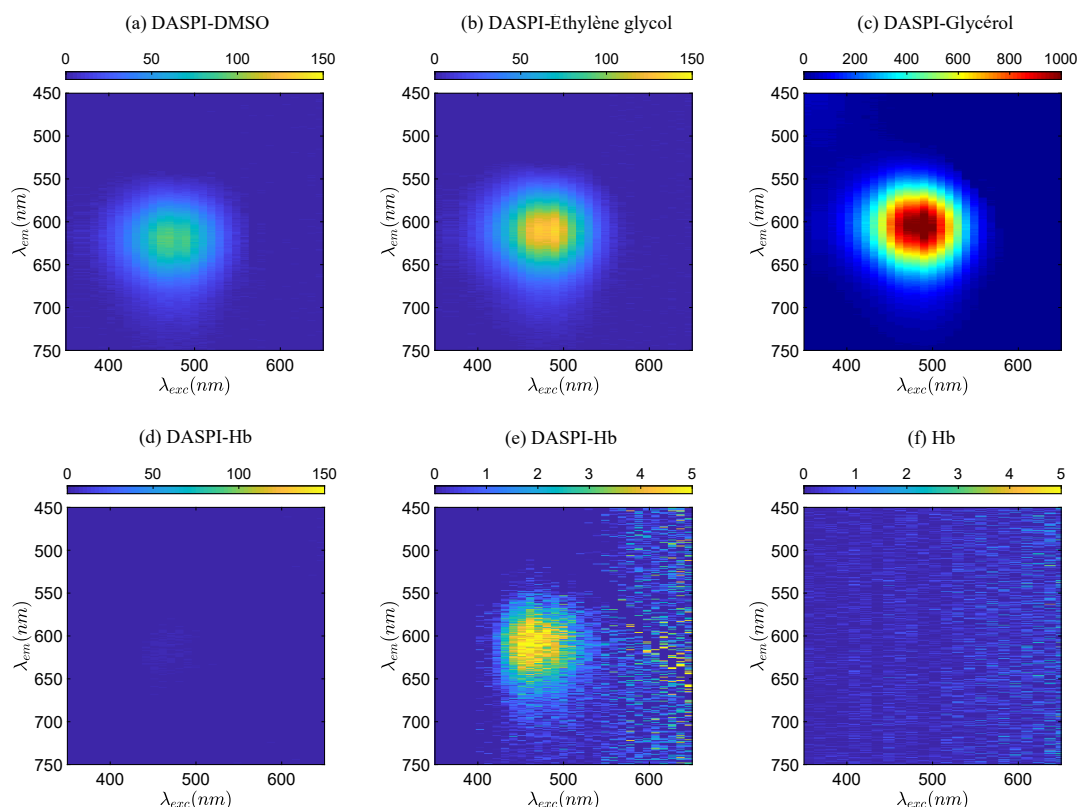 (a) DASPI-DMSO
0 50 100 150
450
500
550
600
650
700
750
λem(nm)
400 500 600
λexc(nm)
(b) DASPI-Ethylène glycol
0 50 100 150
450
500
550
600
650
700
750
λem(nm)
400 500 600
λexc(nm)
(c) DASPI-Glycérol
0 200 400 600 800 1000
450
500
550
600
650
700
750
λem(nm)
400 500 600
λexc(nm)
(d) DASPI-Hb
0 50 100 150
450
500
550
600
650
700
750
λem(nm)
400 500 600
λexc(nm)
(e) DASPI-Hb
0 1 2 3 4 5
450
500
550
600
650
700
750
λem(nm)
400 500 600
λexc(nm)
(f) Hb
0 1 2 3 4 5
450
500
550
600
650
700
750
λem(nm)
400 500 600
λexc(nm)